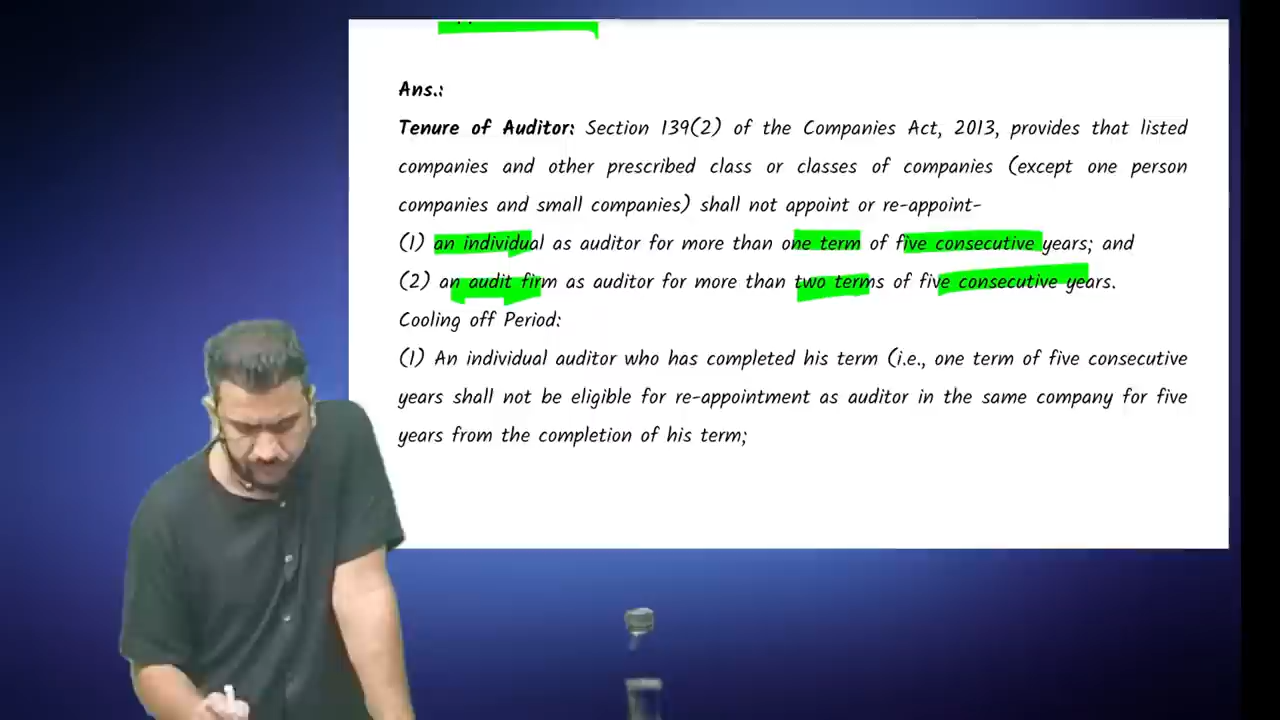 Ans.:
Tenure of Auditor: Section 139(2) of the Companies Act, 2013, provides that listed
companies and other prescribed class or classes of companies (except one person
companies and small companies) shall not appoint or re-appoint-
(1) an individual as auditor for more than one term of five consecutive years; and
(2) an audit firm as auditor for more than two terms of five consecutive years.
Cooling off Period:
(1) An individual auditor who has completed his term (i.e., one term of five consecutive
years shall not be eligible for re-appointment as auditor in the same company for five
years from the completion of his term;